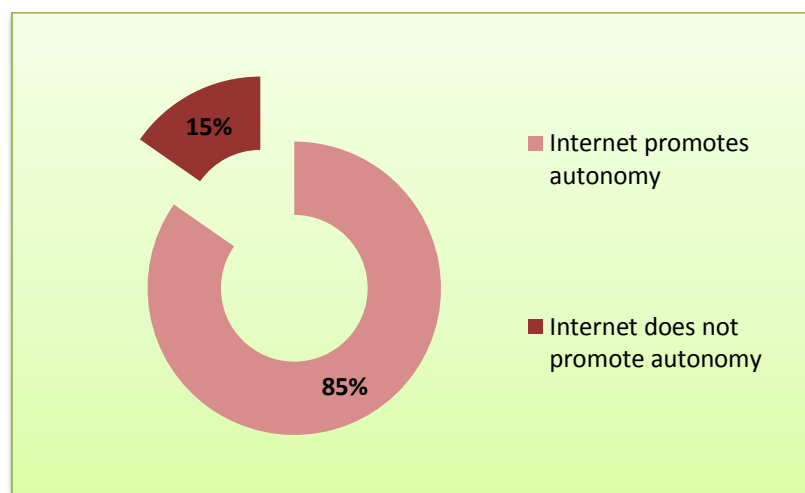 15%
Internet promotes
autonomy
Internet does not
promote autonomy
85%